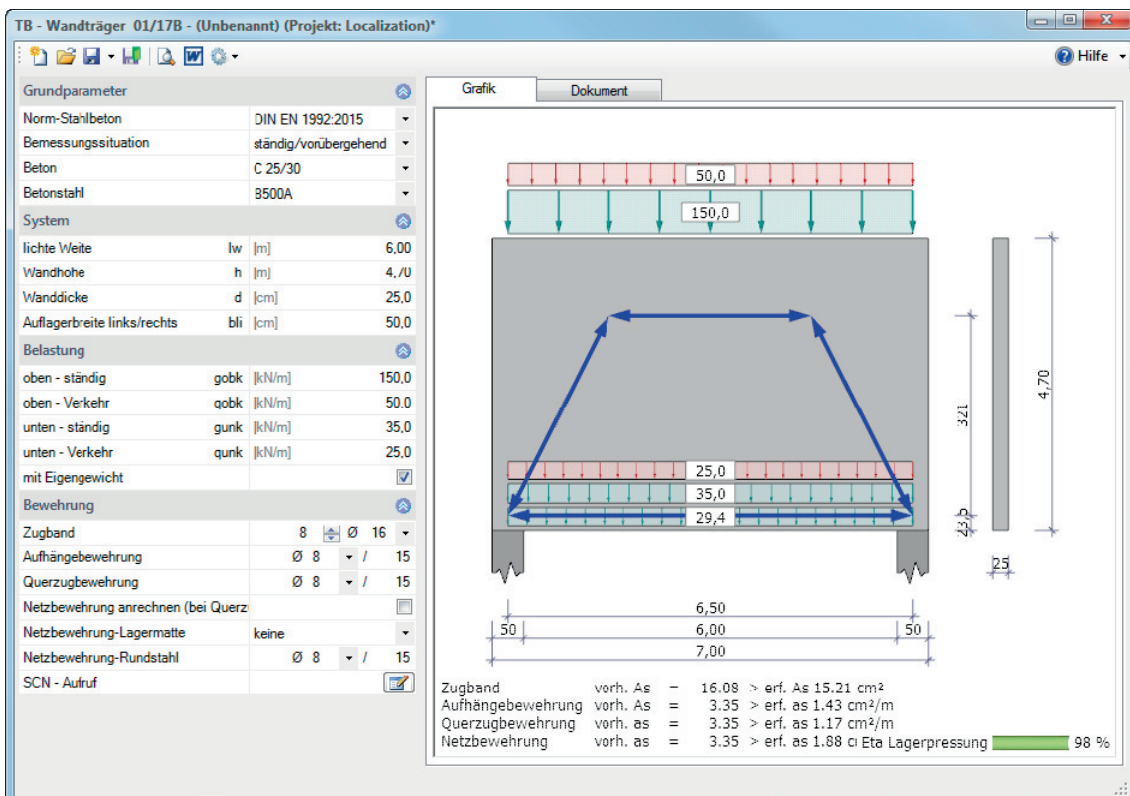 TB - Wandträger 01/17B - (Unbenannt) (Projekt: Localization)*
Hilfe
Grundparameter
Norm-Stahlbeton DIN EN 1992:2015
Bemessungssituation ständig/vorübergehend
Beton C 25/30
Betonstahl B500A
System
lichte Weite lw [m] 6,00
Wandhöhe h [m] 4,70
Wanddicke d [cm] 25,0
Auflagerbreite links/rechts bli [cm] 50,0
Belastung
oben - ständig gobk [kN/m] 150,0
oben - Verkehr qobk [kN/m] 50,0
unten - ständig gunk [kN/m] 35,0
unten - Verkehr qunk [kN/m] 25,0
mit Eigengewicht
Bewehrung
Zugband 8 Ø 16
Aufhängebewehrung Ø 8 / 15
Querzugbewehrung Ø 8 / 15
Netzbewehrung anrechnen (bei Querz
Netzbewehrung-Lagermatte keine
Netzbewehrung-Rundstahl Ø 8 / 15
SCN - Aufruf
Grafik Dokument
50,0
150,0
321
4,70
25,0
35,0
29,4
23,5
25
6,50
50 6,00 50
7,00
Zugband vorh. As = 16.08 > erf. As 15.21 cm²
Aufhängebewehrung vorh. As = 3.35 > erf. as 1.43 cm²/m
Querzugbewehrung vorh. as = 3.35 > erf. as 1.17 cm²/m
Netzbewehrung vorh. as = 3.35 > erf. as 1.88 c Eta Lagerpressung 98 %